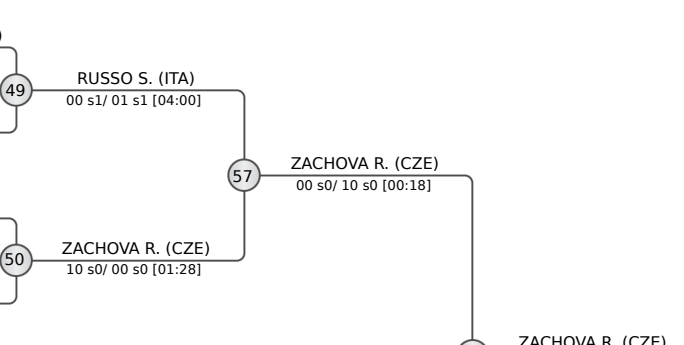 49
RUSSO S. (ITA)
00 s1/ 01 s1 [04:00]
57
ZACHOVA R. (CZE)
00 s0/ 10 s0 [00:18]
50
ZACHOVA R. (CZE)
10 s0/ 00 s0 [01:28]
ZACHOVA R. (CZE)